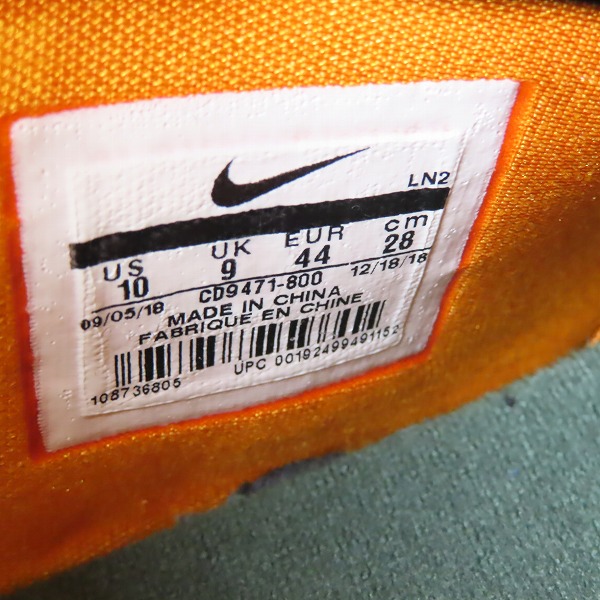 LN2
US UK EUR cm
10 9 44 28
CD9471-800
09/05/18 12/18/18
MADE IN CHINA
FABRIQUE EN CHINE
108736805 UPC 00192499491152